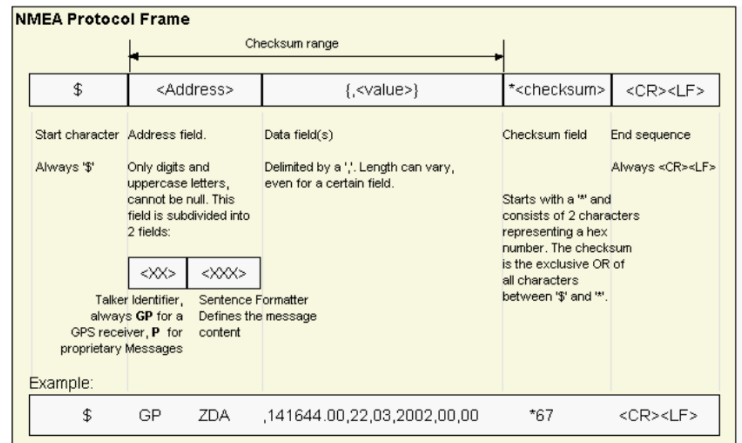 NMEA Protocol Frame
Checksum range
$ <Address> {,<value>} *<checksum> <CR><LF>
Start character Address field. Data field(s) Checksum field End sequence
Always '$' Only digits and uppercase letters, cannot be null. This field is subdivided into 2 fields:
Delimited by a ','. Length can vary, even for a certain field.
Always <CR><LF>
Starts with a '*' and
consists of 2 characters
representing a hex
number. The checksum
is the exclusive OR of
all characters
between '$' and '*'.
<XX> <XXX>
Talker Identifier,
always GP for a
GPS receiver, P for
proprietary Messages
Sentence Formatter
Defines the message
content
Example:
$ GP ZDA ,141644.00,22,03,2002,00,00 *67 <CR><LF>